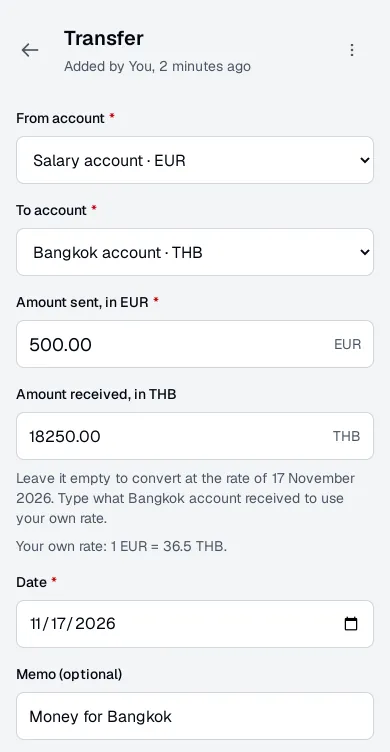 Transfer
Added by You, 2 minutes ago
From account *
Salary account · EUR
To account *
Bangkok account · THB
Amount sent, in EUR *
500.00 EUR
Amount received, in THB
18250.00 THB
Leave it empty to convert at the rate of 17 November
2026. Type what Bangkok account received to use
your own rate.
Your own rate: 1 EUR = 36.5 THB.
Date *
11/17/2026
Memo (optional)
Money for Bangkok